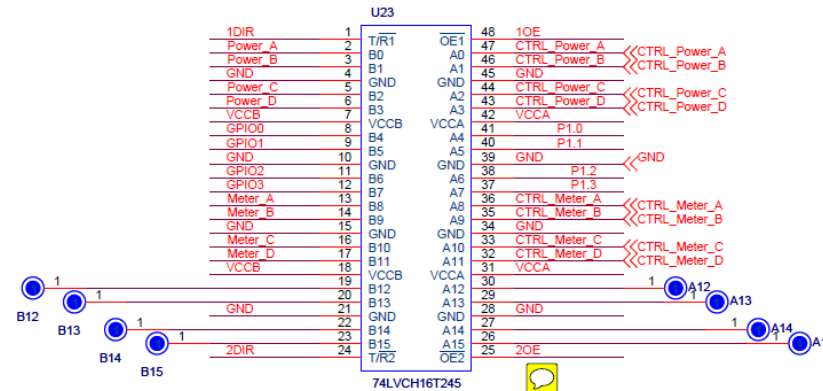 U23
1DIR 1 T/R1 OE1 48 1OE
Power_A 2 B0 A0 47 CTRL_Power_A CTRL_Power_A
Power_B 3 B1 A1 46 CTRL_Power_B CTRL_Power_B
GND 4 GND GND 45 GND
Power_C 5 B2 A2 44 CTRL_Power_C CTRL_Power_C
Power_D 6 B3 A3 43 CTRL_Power_D CTRL_Power_D
VCCB 7 VCCB VCCA 42 VCCA
GPIO0 8 B4 A4 41 P1.0
GPIO1 9 B5 A5 40 P1.1
GND 10 GND GND 39 GND GND
GPIO2 11 B6 A6 38 P1.2
GPIO3 12 B7 A7 37 P1.3
Meter_A 13 B8 A8 36 CTRL_Meter_A CTRL_Meter_A
Meter_B 14 B9 A9 35 CTRL_Meter_B CTRL_Meter_B
GND 15 GND GND 34 GND
Meter_C 16 B10 A10 33 CTRL_Meter_C CTRL_Meter_C
Meter_D 17 B11 A11 32 CTRL_Meter_D CTRL_Meter_D
VCCB 18 VCCB VCCA 31 VCCA
B12 1 19 B12 A12 30 1 A12
B13 1 20 B13 A13 29 1 A13
GND 21 GND GND 28 GND
B14 1 22 B14 A14 27 1 A14
B15 1 23 B15 A15 26 1
2DIR 24 T/R2 OE2 25 2OE
74LVCH16T245